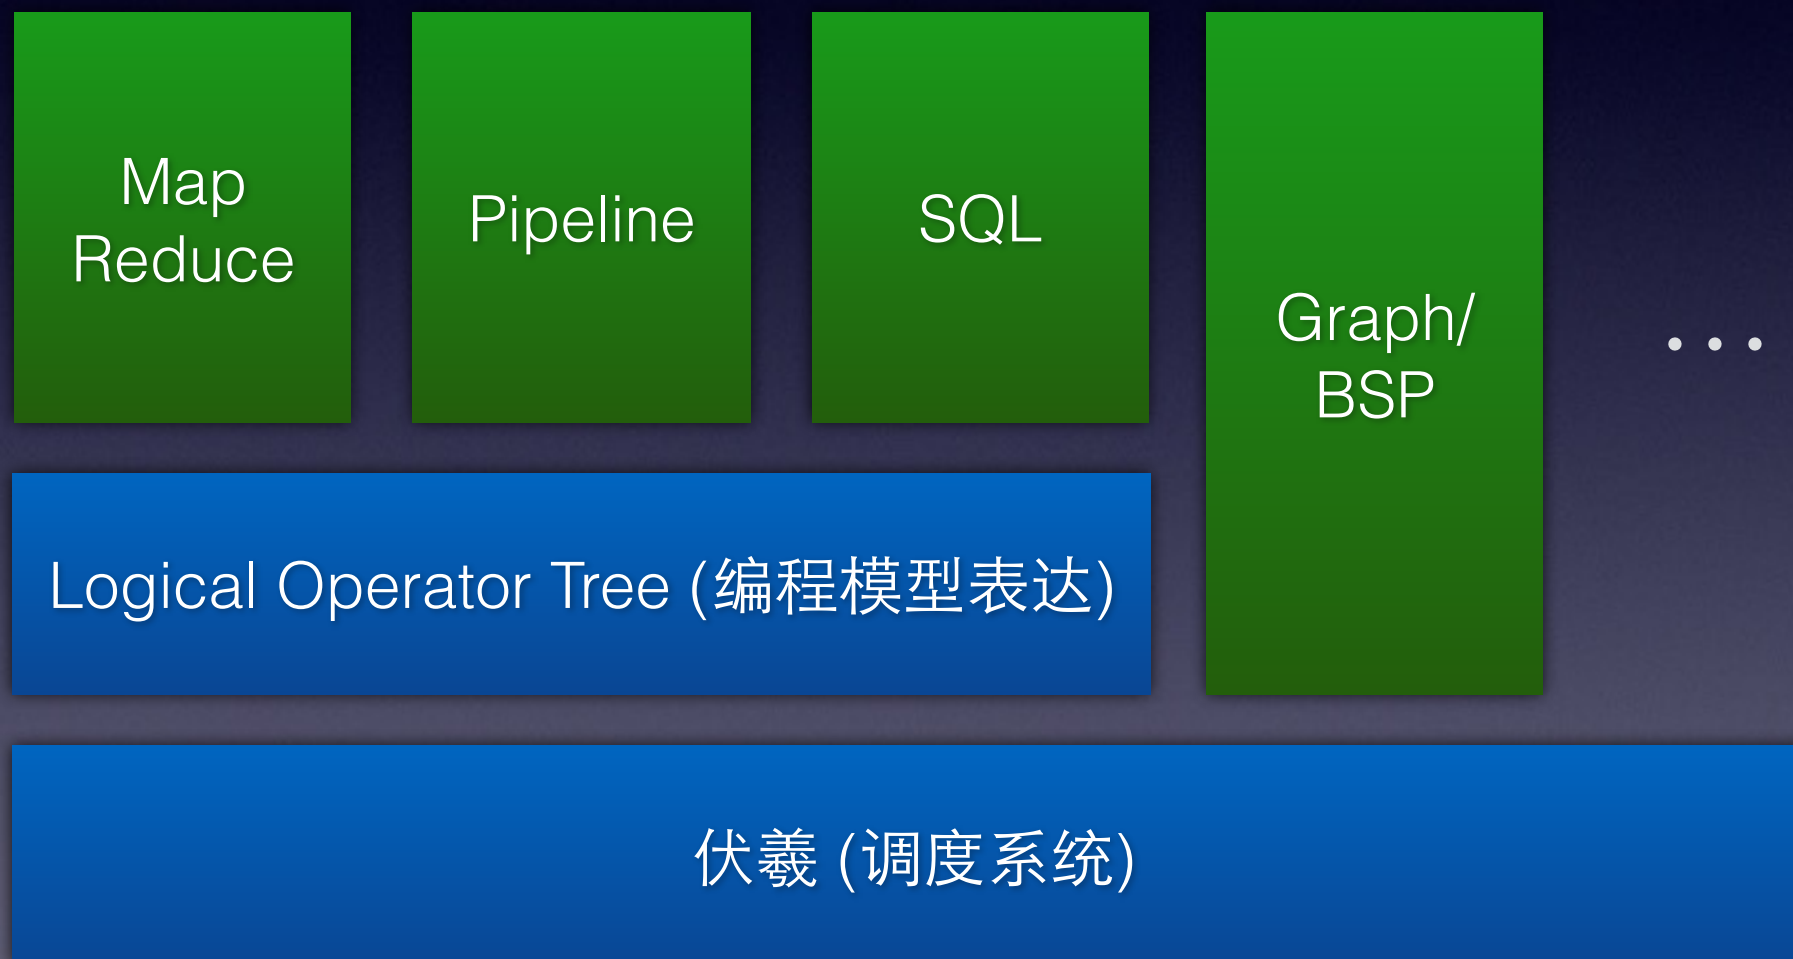 Map
Reduce
Pipeline
SQL
Graph/
BSP
...
Logical Operator Tree (编程模型表达)
伏羲 (调度系统)